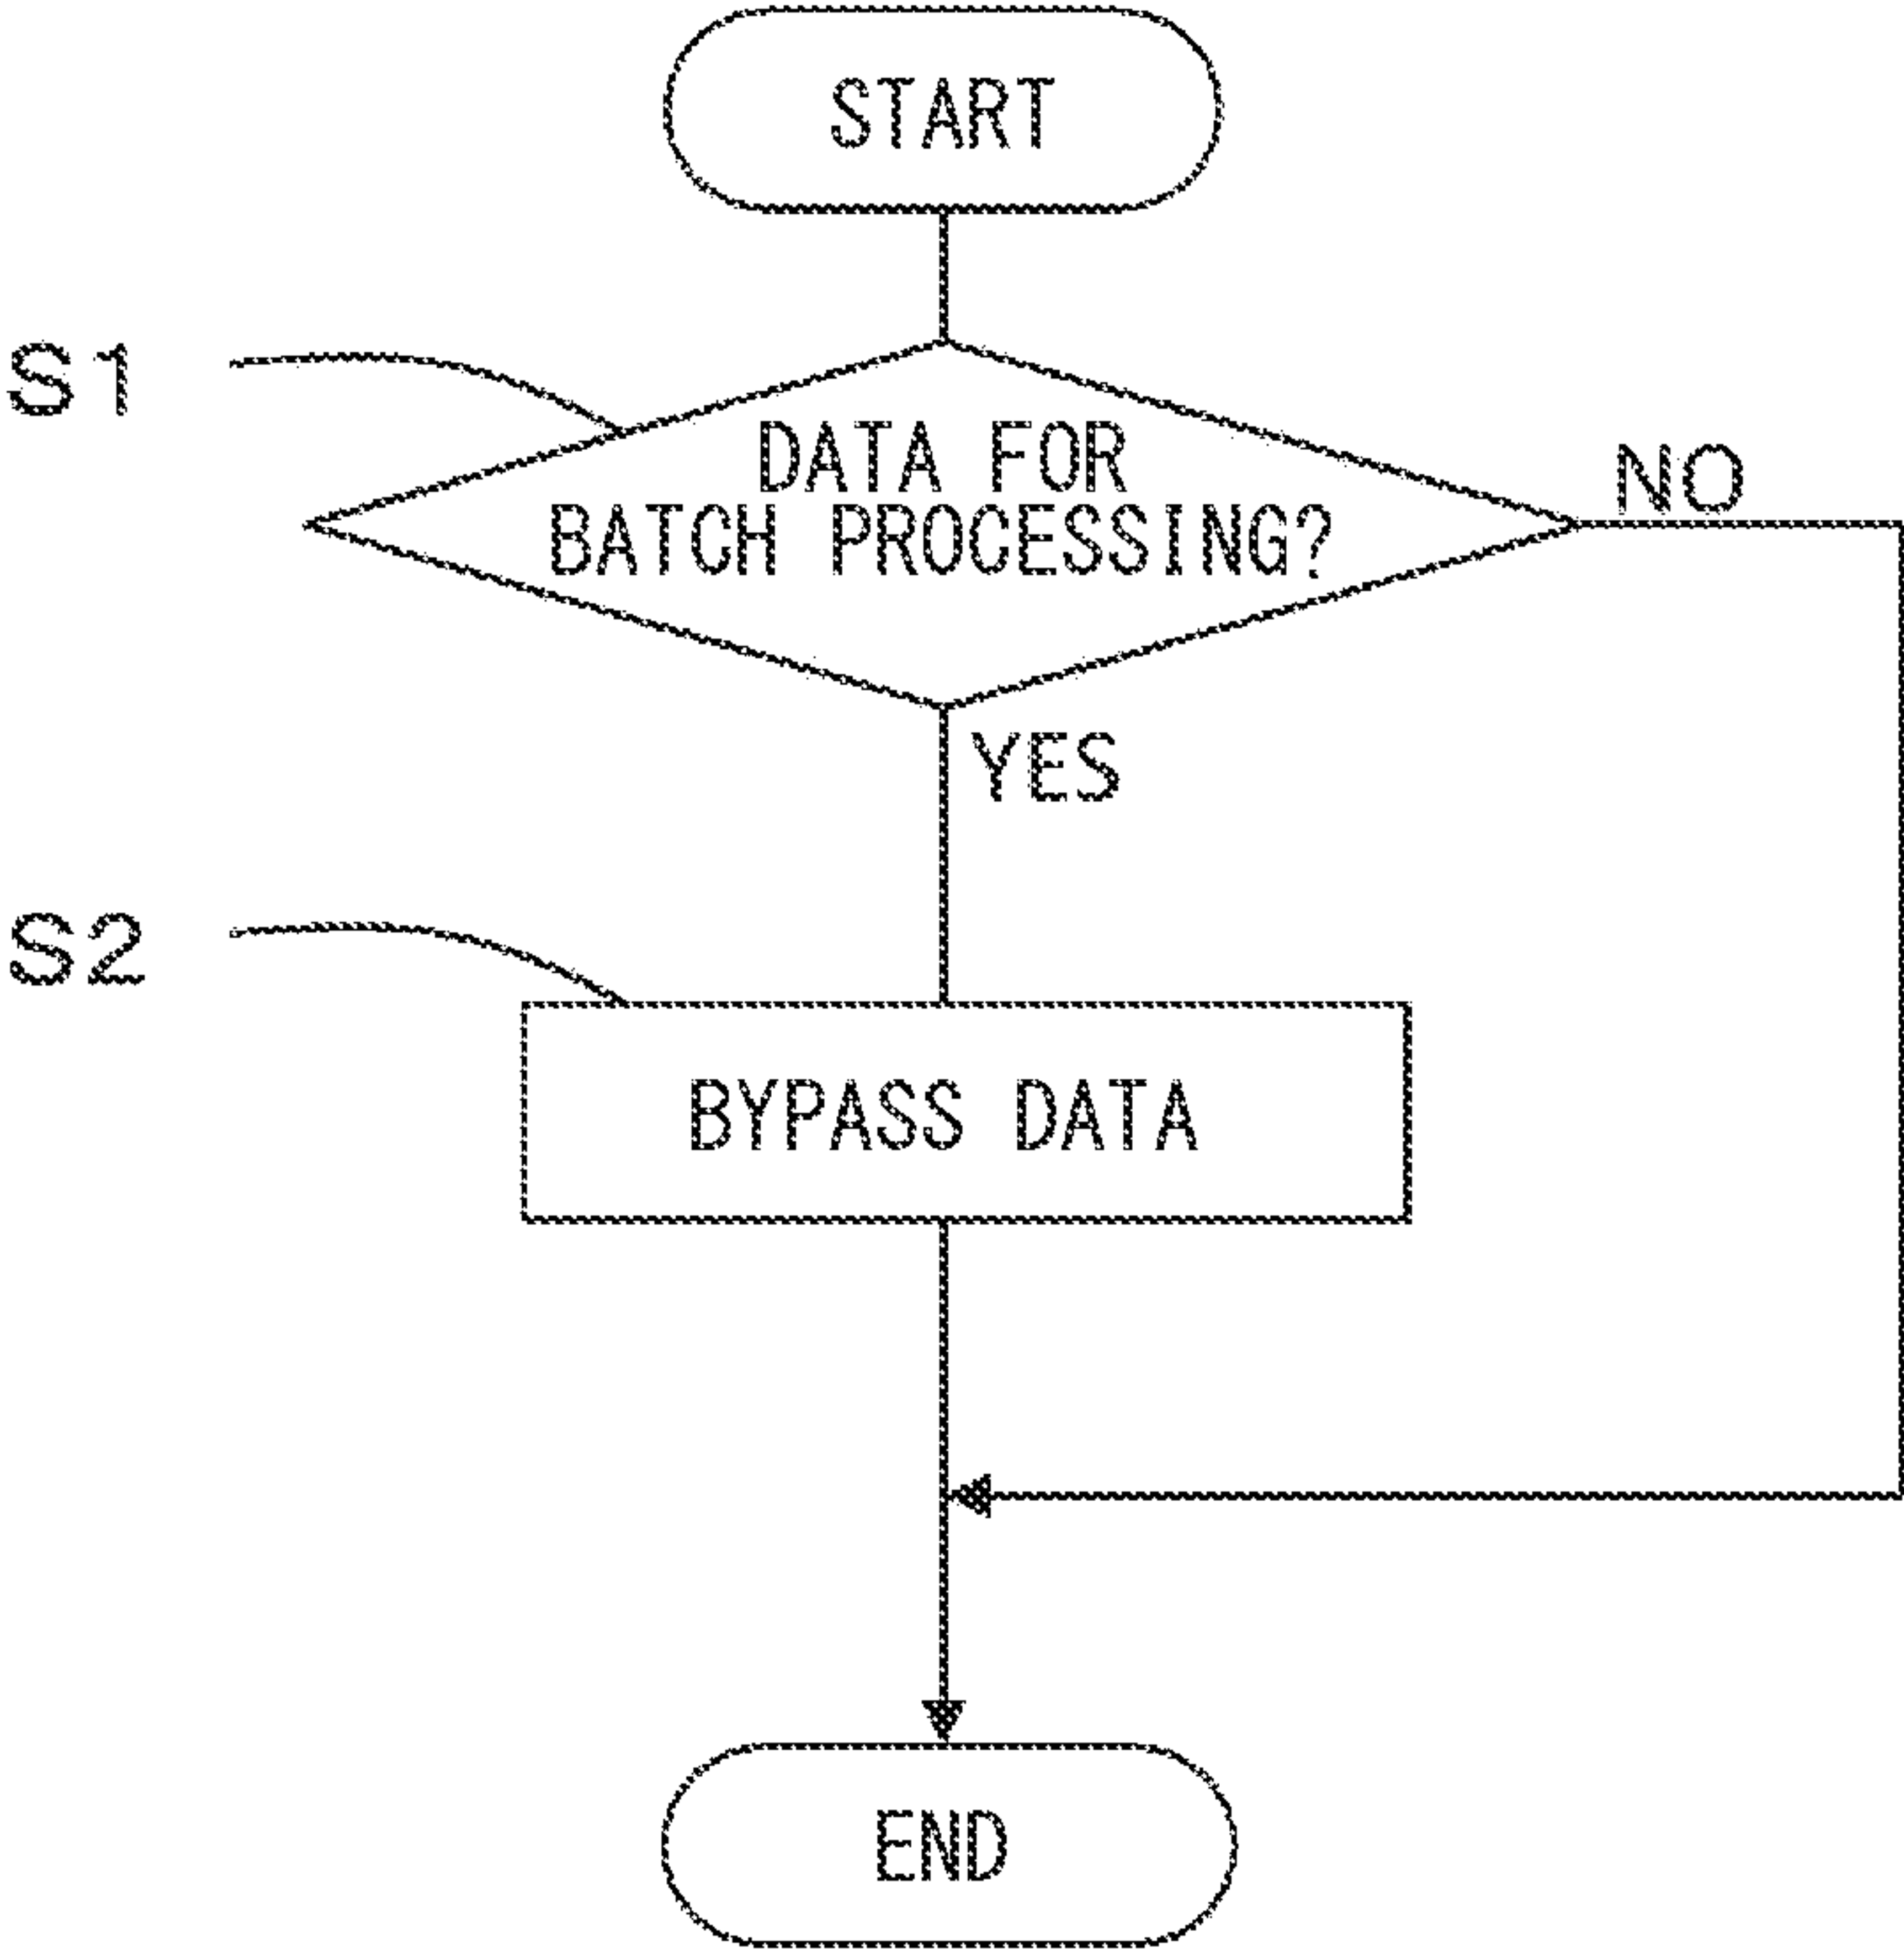 START
S1
DATA FOR
BATCH PROCESSING?
NO
YES
S2
BYPASS DATA
END